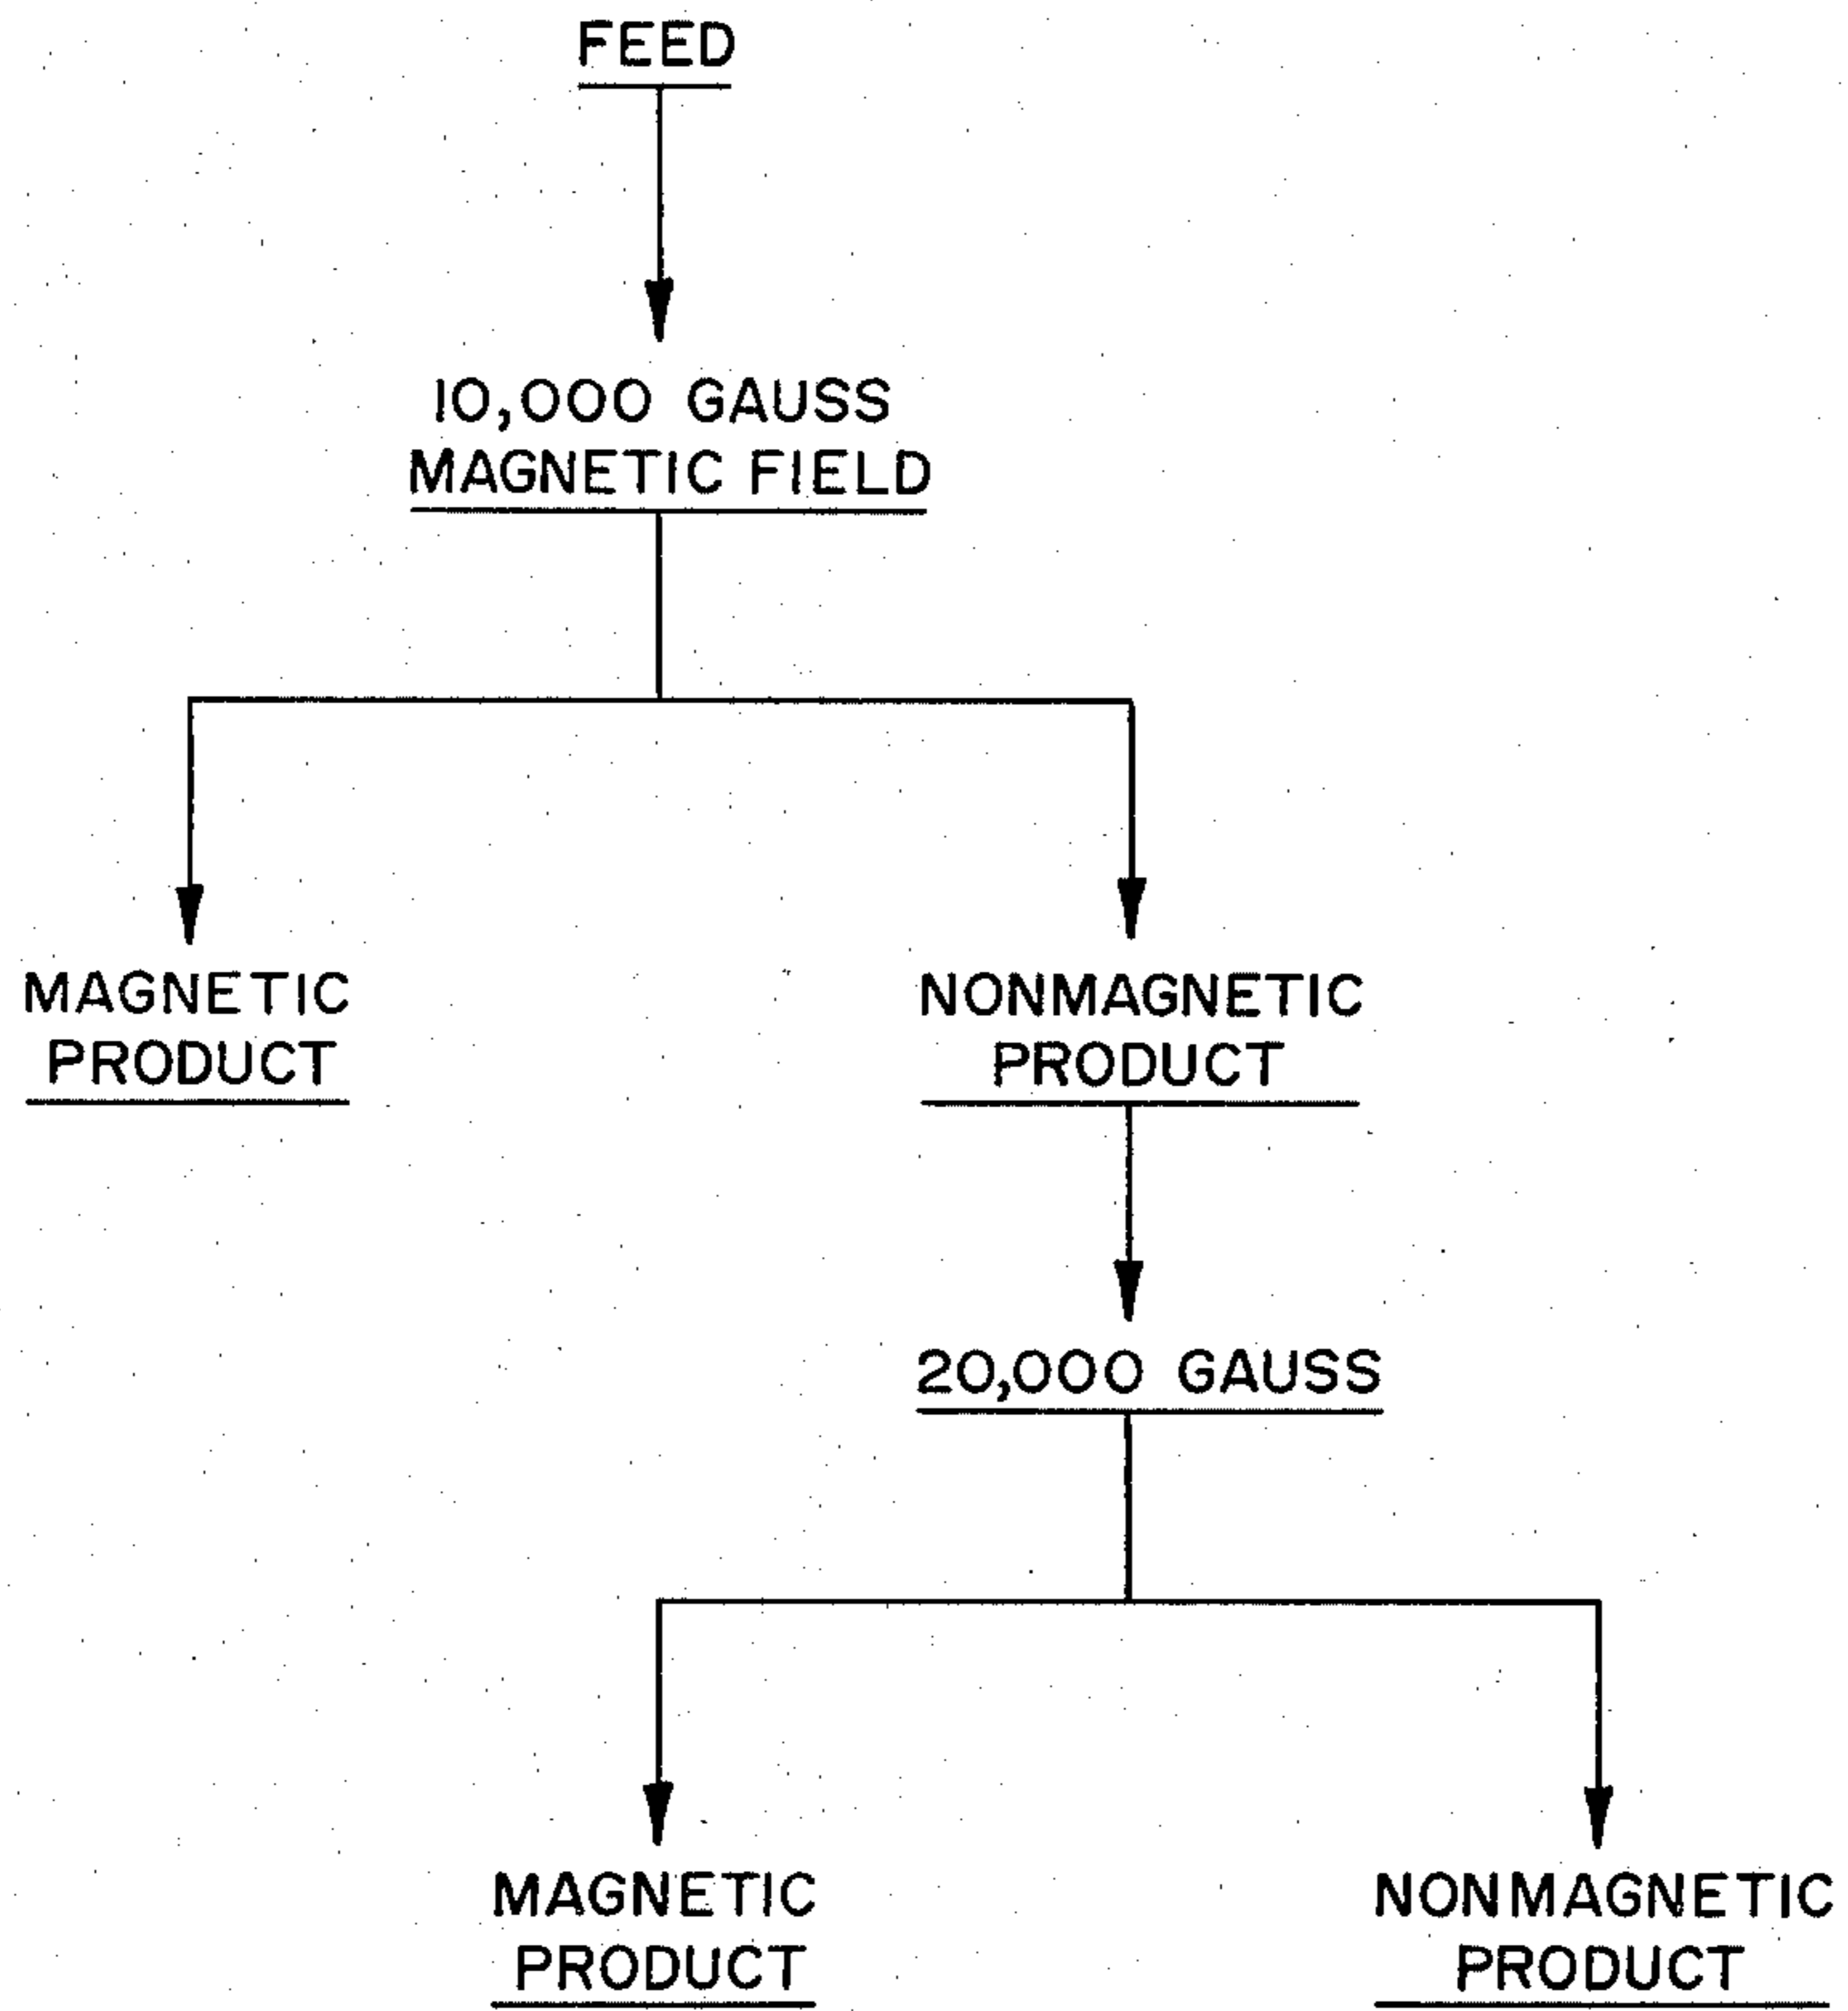 FEED
10,000 GAUSS
MAGNETIC FIELD
MAGNETIC
PRODUCT
NONMAGNETIC
PRODUCT
20,000 GAUSS
MAGNETIC
PRODUCT
NONMAGNETIC
PRODUCT